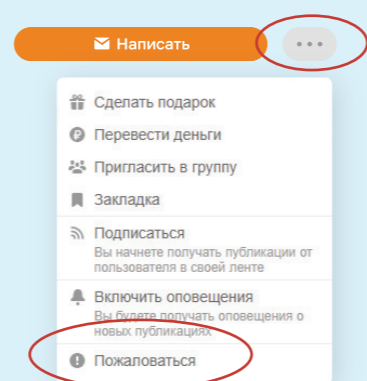 Написать
Сделать подарок
Перевести деньги
Пригласить в группу
Закладка
Подписаться
Вы начнете получать публикации от
пользователя в своей ленте
Включить оповещения
Вы будете получать оповещения о
новых публикациях
Пожаловаться